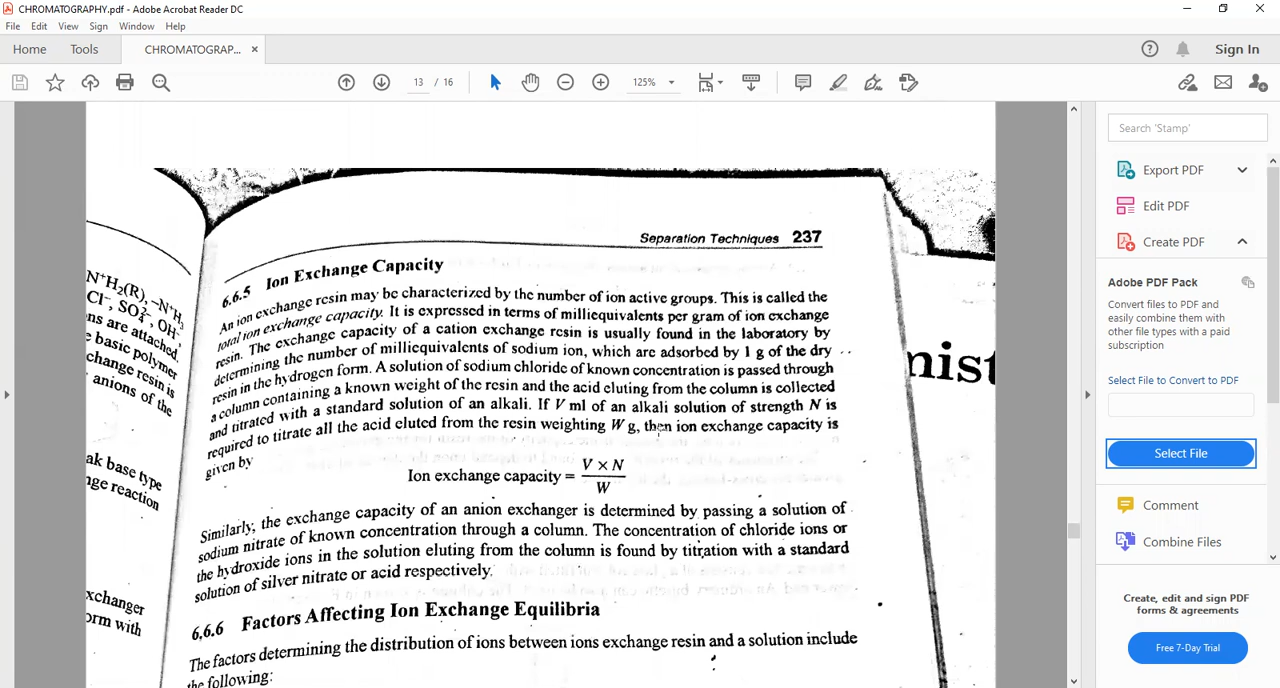 CHROMATOGRAPHY.pdf - Adobe Acrobat Reader DC
File Edit View Sign Window Help
Home Tools CHROMATOGRAP... × Sign In
13 / 16 125%
Separation Techniques 237
6.6.5 Ion Exchange Capacity
An ion exchange resin may be characterized by the number of ion active groups. This is called the
total ion exchange capacity. It is expressed in terms of milliequivalents per gram of ion exchange
resin. The exchange capacity of a cation exchange resin is usually found in the laboratory by
determining the number of milliequivalents of sodium ion, which are adsorbed by 1 g of the dry
resin in the hydrogen form. A solution of sodium chloride of known concentration is passed through
a column containing a known weight of the resin and the acid eluting from the column is collected
and titrated with a standard solution of an alkali. If V ml of an alkali solution of strength N is
required to titrate all the acid eluted from the resin weighting W g, then ion exchange capacity is
given by
Ion exchange capacity = V × N
W
Similarly, the exchange capacity of an anion exchanger is determined by passing a solution of
sodium nitrate of known concentration through a column. The concentration of chloride ions or
the hydroxide ions in the solution eluting from the column is found by titration with a standard
solution of silver nitrate or acid respectively.
6.6.6 Factors Affecting Ion Exchange Equilibria
The factors determining the distribution of ions between ions exchange resin and a solution include
the following:
N⁺H₂(R), –N⁺H₃
Cl⁻, SO₄²⁻, OH⁻
ns are attached.
e basic polymer
change resin is
anions of the
ak base type
nge reaction
xchanger
orm with
nist
Search 'Stamp'
Export PDF
Edit PDF
Create PDF
Adobe PDF Pack
Convert files to PDF and
easily combine them with
other file types with a paid
subscription
Select File to Convert to PDF
Select File
Comment
Combine Files
Create, edit and sign PDF
forms & agreements
Free 7-Day Trial